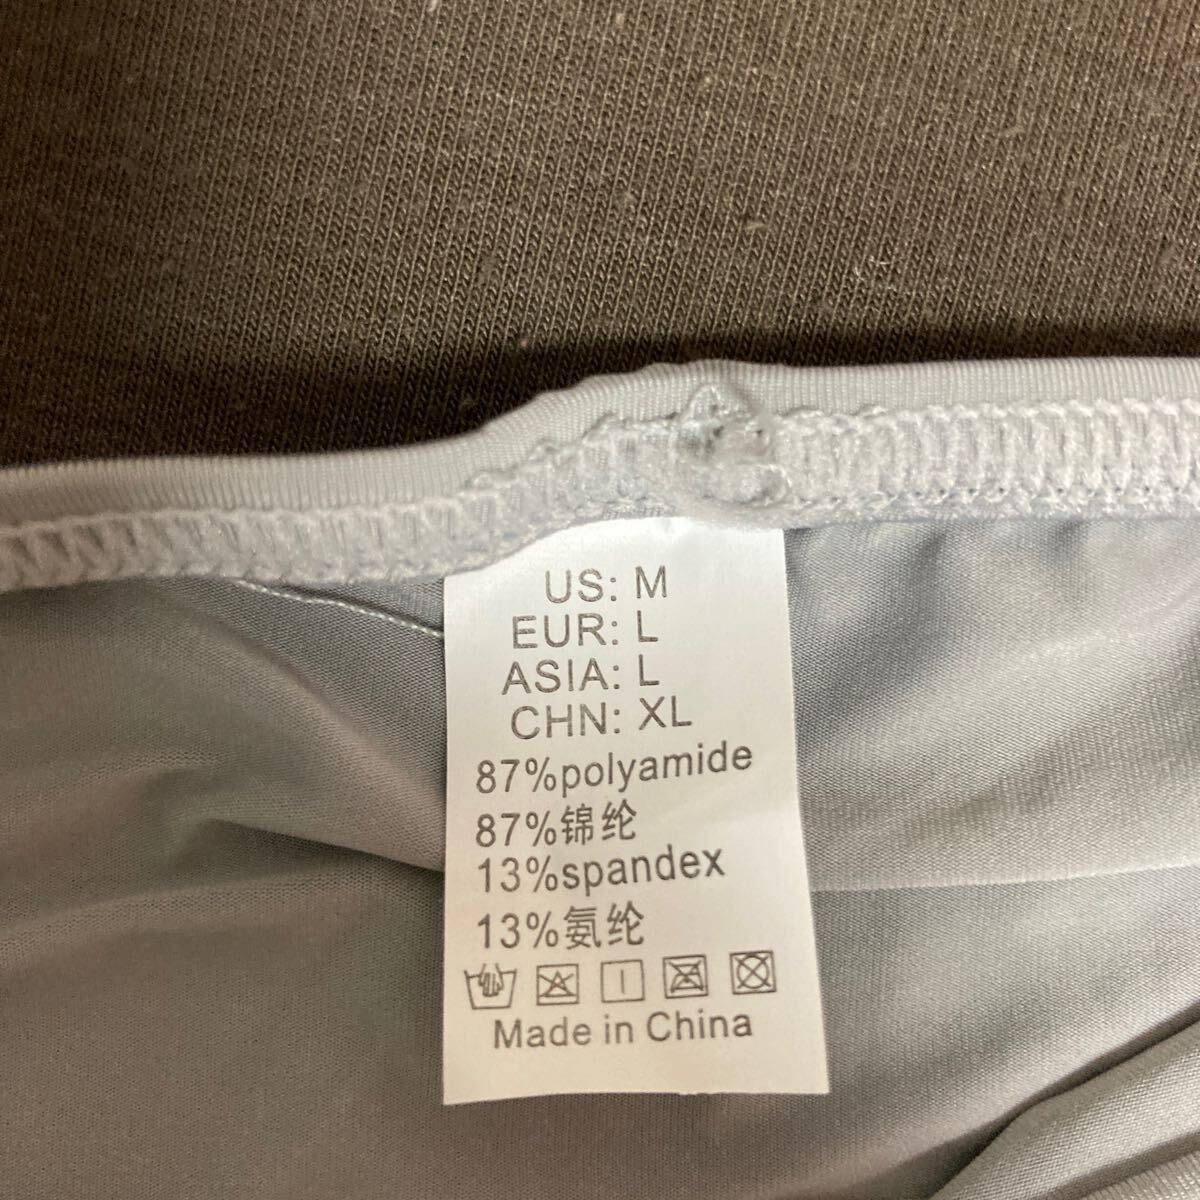 US: M
EUR: L
ASIA: L
CHN: XL
87%polyamide
87%锦纶
13%spandex
13%氨纶
Made in China